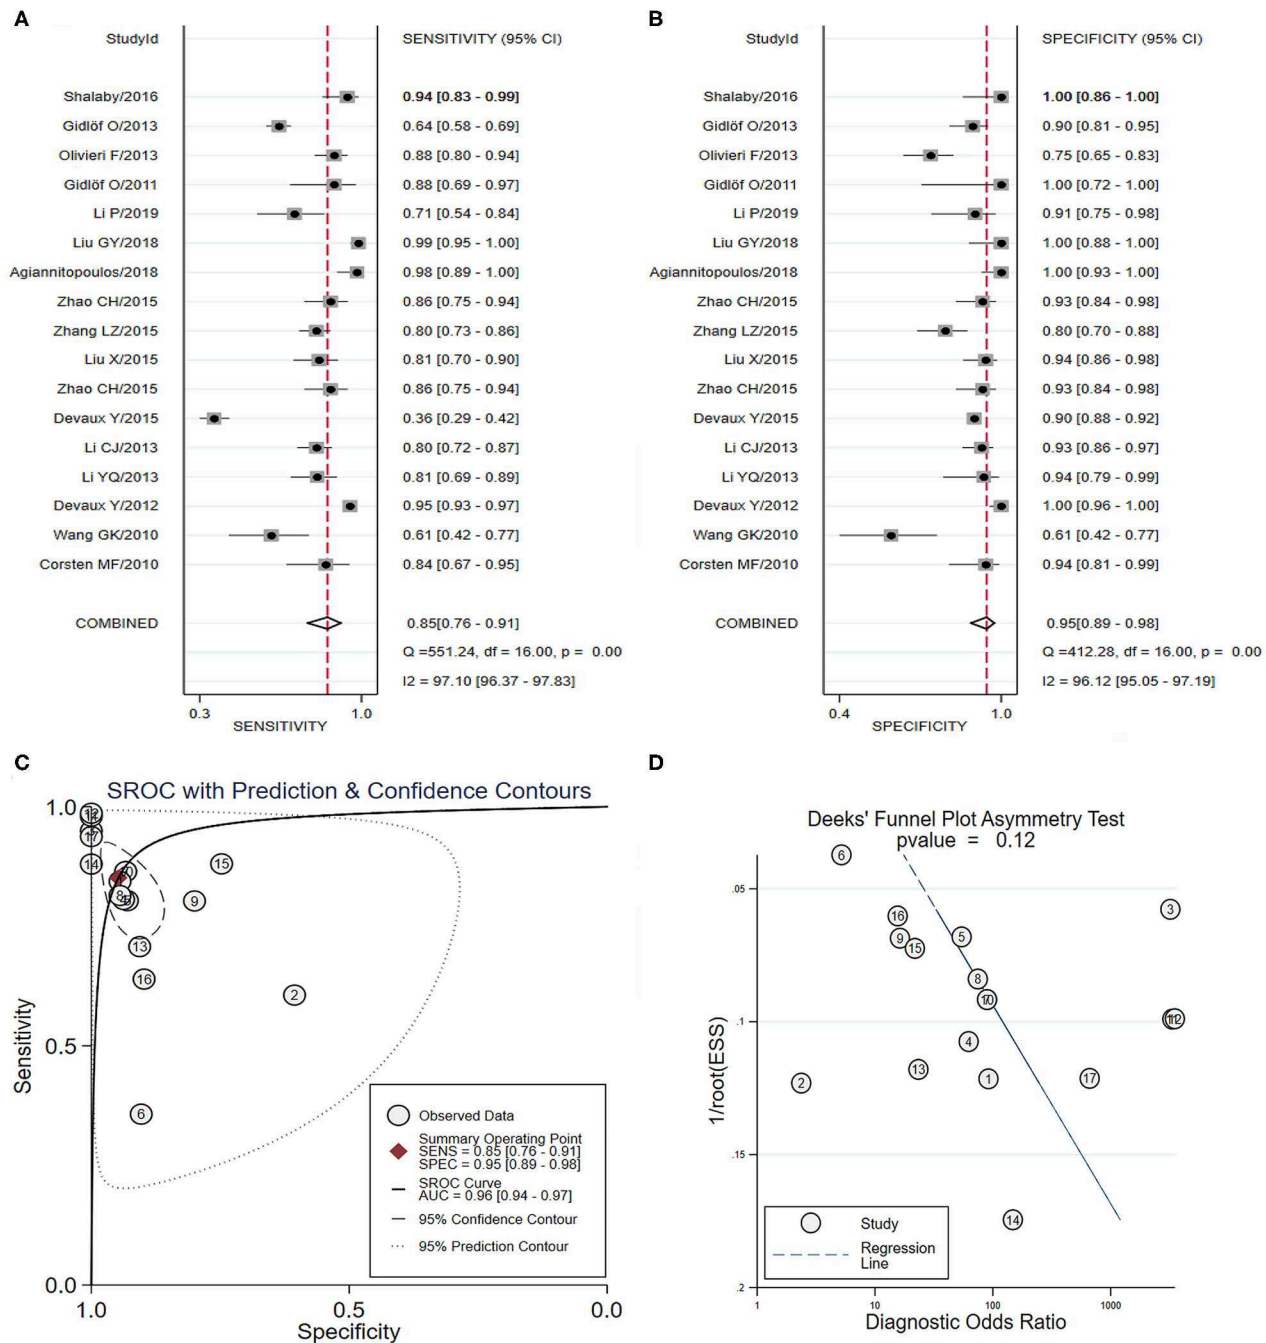 A
StudyId
SENSITIVITY (95% CI)
Shalaby/2016
0.94 [0.83 - 0.99]
Gidlöf O/2013
0.64 [0.58 - 0.69]
Olivieri F/2013
0.88 [0.80 - 0.94]
Gidlöf O/2011
0.88 [0.69 - 0.97]
Li P/2019
0.71 [0.54 - 0.84]
Liu GY/2018
0.99 [0.95 - 1.00]
Agiannitopoulos/2018
0.98 [0.89 - 1.00]
Zhao CH/2015
0.86 [0.75 - 0.94]
Zhang LZ/2015
0.80 [0.73 - 0.86]
Liu X/2015
0.81 [0.70 - 0.90]
Zhao CH/2015
0.86 [0.75 - 0.94]
Devaux Y/2015
0.36 [0.29 - 0.42]
Li CJ/2013
0.80 [0.72 - 0.87]
Li YQ/2013
0.81 [0.69 - 0.89]
Devaux Y/2012
0.95 [0.93 - 0.97]
Wang GK/2010
0.61 [0.42 - 0.77]
Corsten MF/2010
0.84 [0.67 - 0.95]
COMBINED
0.85[0.76 - 0.91]
Q =551.24, df = 16.00, p = 0.00
I2 = 97.10 [96.37 - 97.83]
0.3
1.0
SENSITIVITY
B
StudyId
SPECIFICITY (95% CI)
Shalaby/2016
1.00 [0.86 - 1.00]
Gidlöf O/2013
0.90 [0.81 - 0.95]
Olivieri F/2013
0.75 [0.65 - 0.83]
Gidlöf O/2011
1.00 [0.72 - 1.00]
Li P/2019
0.91 [0.75 - 0.98]
Liu GY/2018
1.00 [0.88 - 1.00]
Agiannitopoulos/2018
1.00 [0.93 - 1.00]
Zhao CH/2015
0.93 [0.84 - 0.98]
Zhang LZ/2015
0.80 [0.70 - 0.88]
Liu X/2015
0.94 [0.86 - 0.98]
Zhao CH/2015
0.93 [0.84 - 0.98]
Devaux Y/2015
0.90 [0.88 - 0.92]
Li CJ/2013
0.93 [0.86 - 0.97]
Li YQ/2013
0.94 [0.79 - 0.99]
Devaux Y/2012
1.00 [0.96 - 1.00]
Wang GK/2010
0.61 [0.42 - 0.77]
Corsten MF/2010
0.94 [0.81 - 0.99]
COMBINED
0.95[0.89 - 0.98]
Q =412.28, df = 16.00, p = 0.00
I2 = 96.12 [95.05 - 97.19]
0.4
1.0
SPECIFICITY
C
SROC with Prediction & Confidence Contours
1.0
0.5
0.0
Sensitivity
12
17
14
15
8
9
13
16
2
6
Observed Data
Summary Operating Point
SENS = 0.85 [0.76 - 0.91]
SPEC = 0.95 [0.89 - 0.98]
SROC Curve
AUC = 0.96 [0.94 - 0.97]
95% Confidence Contour
95% Prediction Contour
1.0
0.5
0.0
Specificity
D
Deeks' Funnel Plot Asymmetry Test
pvalue = 0.12
.05
.1
.15
.2
1/root(ESS)
6
3
16
9
15
5
8
4
13
2
1
17
14
Study
Regression
Line
1
10
100
1000
Diagnostic Odds Ratio